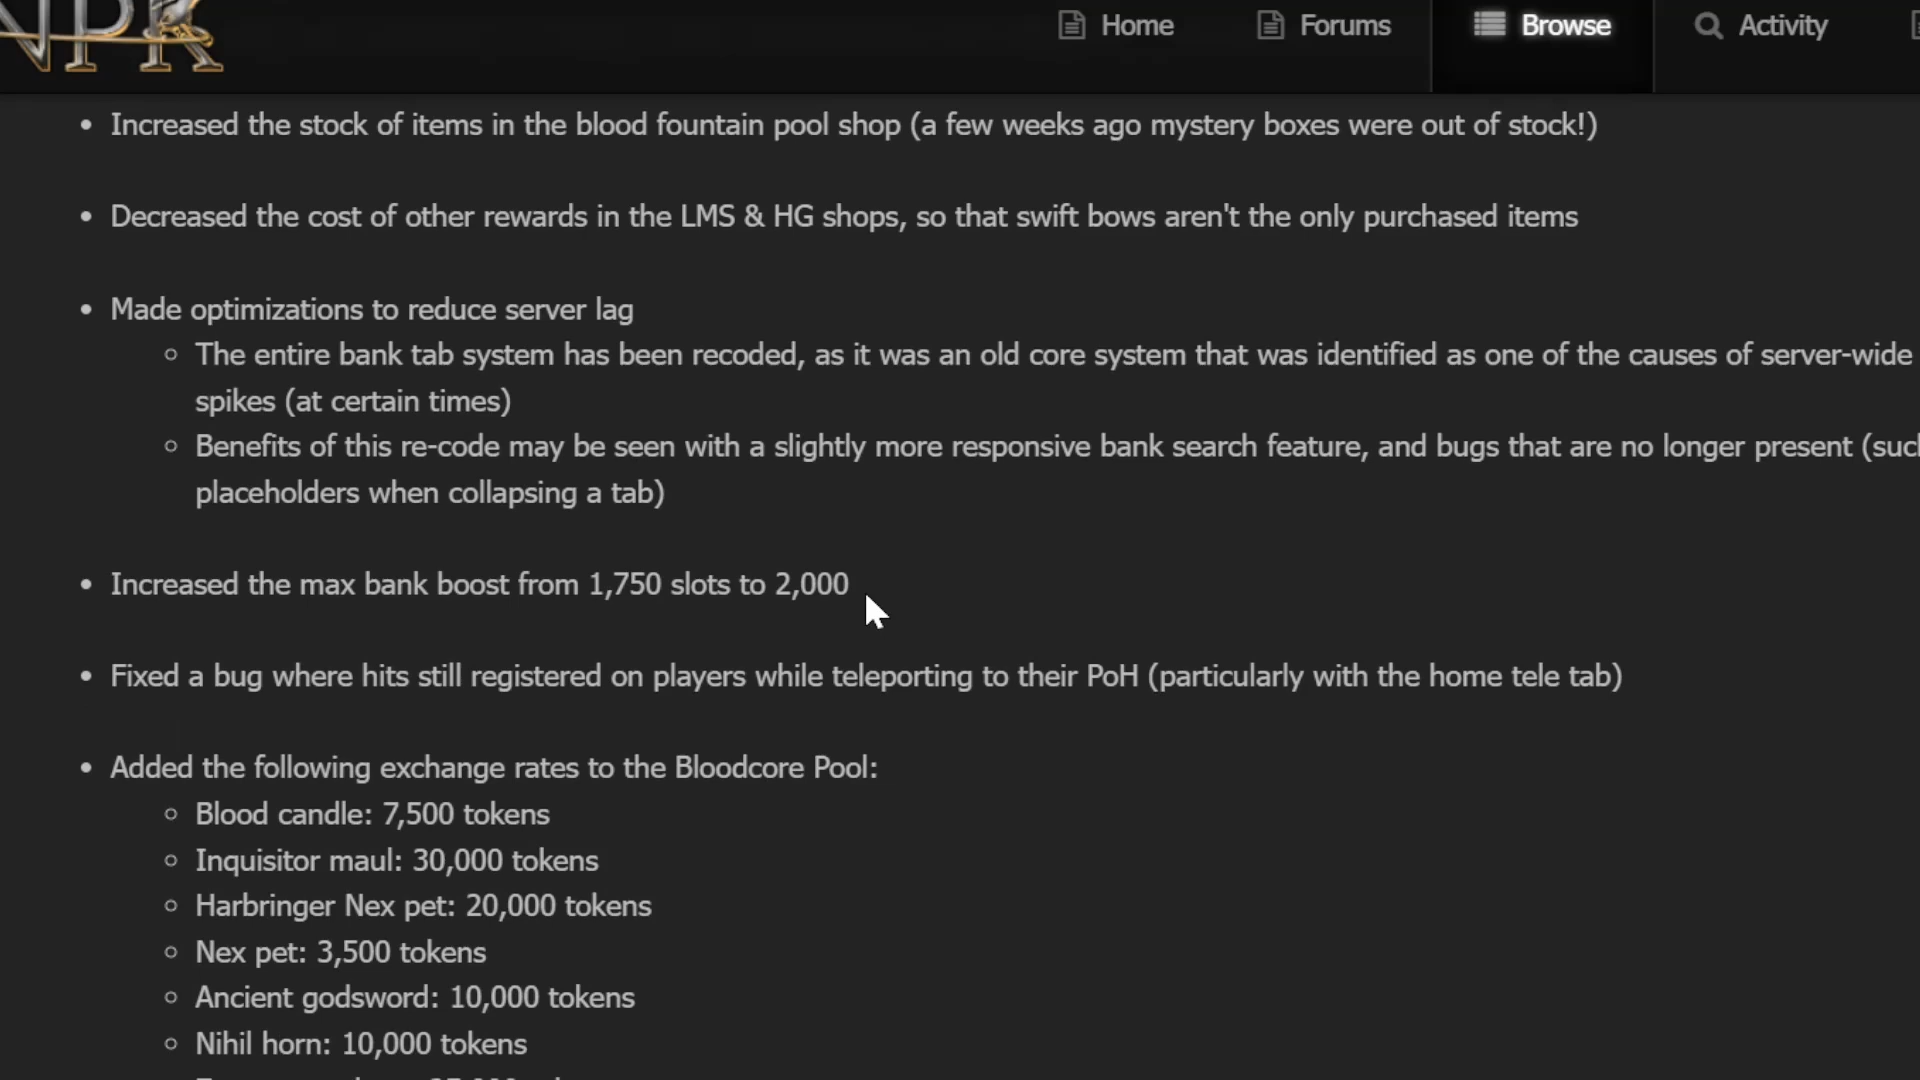 NPK
Home
Forums
Browse
Activity
• Increased the stock of items in the blood fountain pool shop (a few weeks ago mystery boxes were out of stock!)
• Decreased the cost of other rewards in the LMS & HG shops, so that swift bows aren't the only purchased items
• Made optimizations to reduce server lag
◦ The entire bank tab system has been recoded, as it was an old core system that was identified as one of the causes of server-wide
spikes (at certain times)
◦ Benefits of this re-code may be seen with a slightly more responsive bank search feature, and bugs that are no longer present (such
placeholders when collapsing a tab)
• Increased the max bank boost from 1,750 slots to 2,000
• Fixed a bug where hits still registered on players while teleporting to their PoH (particularly with the home tele tab)
• Added the following exchange rates to the Bloodcore Pool:
◦ Blood candle: 7,500 tokens
◦ Inquisitor maul: 30,000 tokens
◦ Harbringer Nex pet: 20,000 tokens
◦ Nex pet: 3,500 tokens
◦ Ancient godsword: 10,000 tokens
◦ Nihil horn: 10,000 tokens